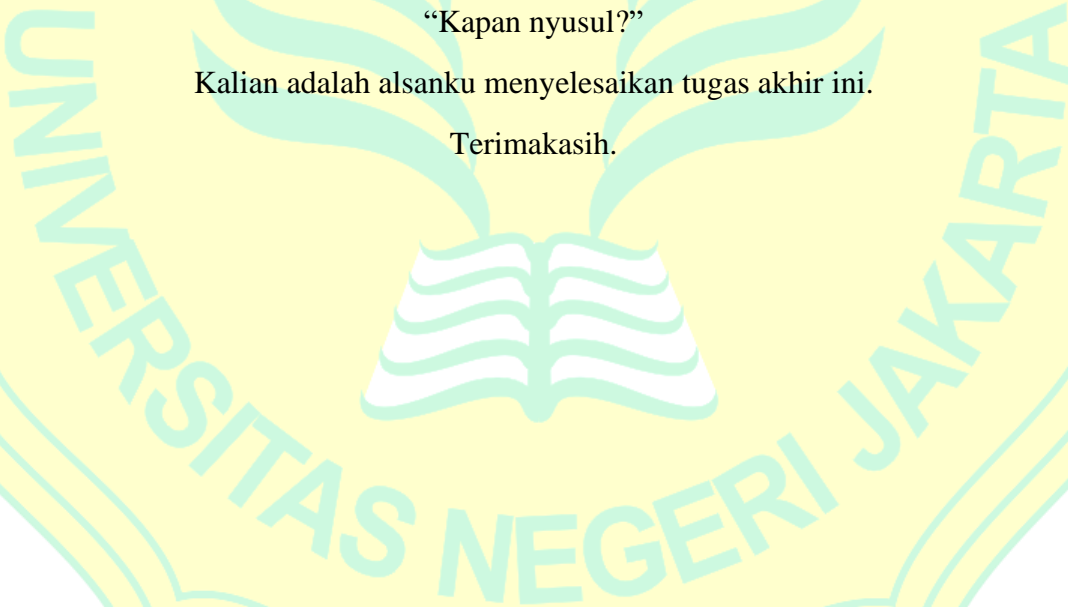 “Kapan nyusul?”
Kalian adalah alsanku menyelesaikan tugas akhir ini.
Terimakasih.
UNIVERSITAS NEGERI JAKARTA